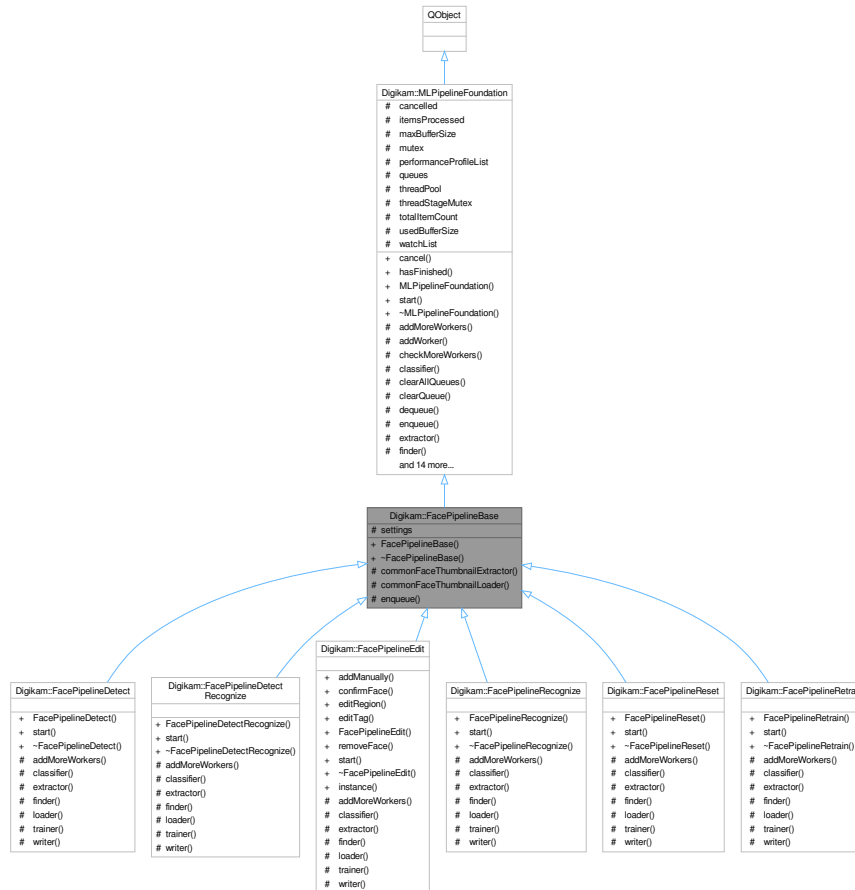 QObject
Digikam::MLPipelineFoundation
# cancelled
# itemsProcessed
# maxBufferSize
# mutex
# performanceProfileList
# queues
# threadPool
# threadStageMutex
# totalItemCount
# usedBufferSize
# watchList
+ cancel()
+ hasFinished()
+ MLPipelineFoundation()
+ start()
+ ~MLPipelineFoundation()
# addMoreWorkers()
# addWorker()
# checkMoreWorkers()
# classifier()
# clearAllQueues()
# clearQueue()
# dequeue()
# enqueue()
# extractor()
# finder()
and 14 more...
Digikam::FacePipelineBase
# settings
+ FacePipelineBase()
+ ~FacePipelineBase()
# commonFaceThumbnailExtractor()
# commonFaceThumbnailLoader()
# enqueue()
Digikam::FacePipelineDetect
+ FacePipelineDetect()
+ start()
+ ~FacePipelineDetect()
# addMoreWorkers()
# classifier()
# extractor()
# finder()
# loader()
# trainer()
# writer()
Digikam::FacePipelineDetect
Recognize
+ FacePipelineDetectRecognize()
+ start()
+ ~FacePipelineDetectRecognize()
# addMoreWorkers()
# classifier()
# extractor()
# finder()
# loader()
# trainer()
# writer()
Digikam::FacePipelineEdit
+ addManually()
+ confirmFace()
+ editRegion()
+ editTag()
+ FacePipelineEdit()
+ removeFace()
+ start()
+ ~FacePipelineEdit()
+ instance()
# addMoreWorkers()
# classifier()
# extractor()
# finder()
# loader()
# trainer()
# writer()
Digikam::FacePipelineRecognize
+ FacePipelineRecognize()
+ start()
+ ~FacePipelineRecognize()
# addMoreWorkers()
# classifier()
# extractor()
# finder()
# loader()
# trainer()
# writer()
Digikam::FacePipelineReset
+ FacePipelineReset()
+ start()
+ ~FacePipelineReset()
# addMoreWorkers()
# classifier()
# extractor()
# finder()
# loader()
# trainer()
# writer()
Digikam::FacePipelineRetrain
+ FacePipelineRetrain()
+ start()
+ ~FacePipelineRetrain()
# addMoreWorkers()
# classifier()
# extractor()
# finder()
# loader()
# trainer()
# writer()